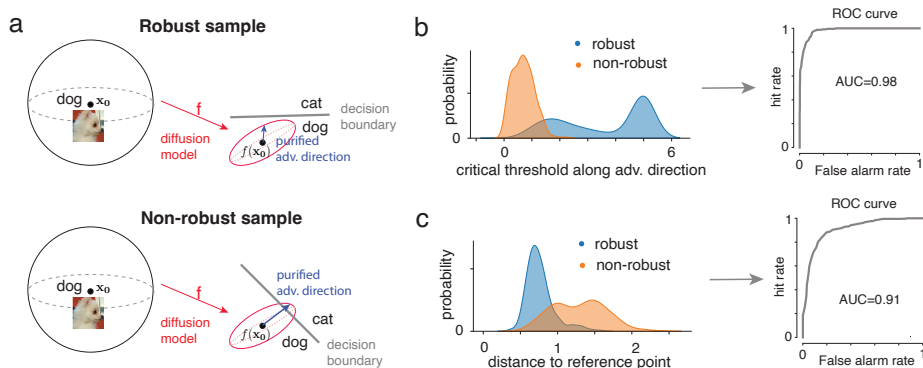 a
Robust sample
dog x₀
f
diffusion
model
cat
dog
decision
boundary
purified
adv. direction
f(x₀)
Non-robust sample
dog x₀
f
diffusion
model
purified
adv. direction
cat
dog
f(x₀)
decision
boundary
b
probability
0
robust
non-robust
0 3 6
critical threshold along adv. direction
ROC curve
hit rate
1
0
AUC=0.98
0 1
False alarm rate
c
probability
0
robust
non-robust
0 1 2
distance to reference point
ROC curve
hit rate
1
0
AUC=0.91
0 1
False alarm rate